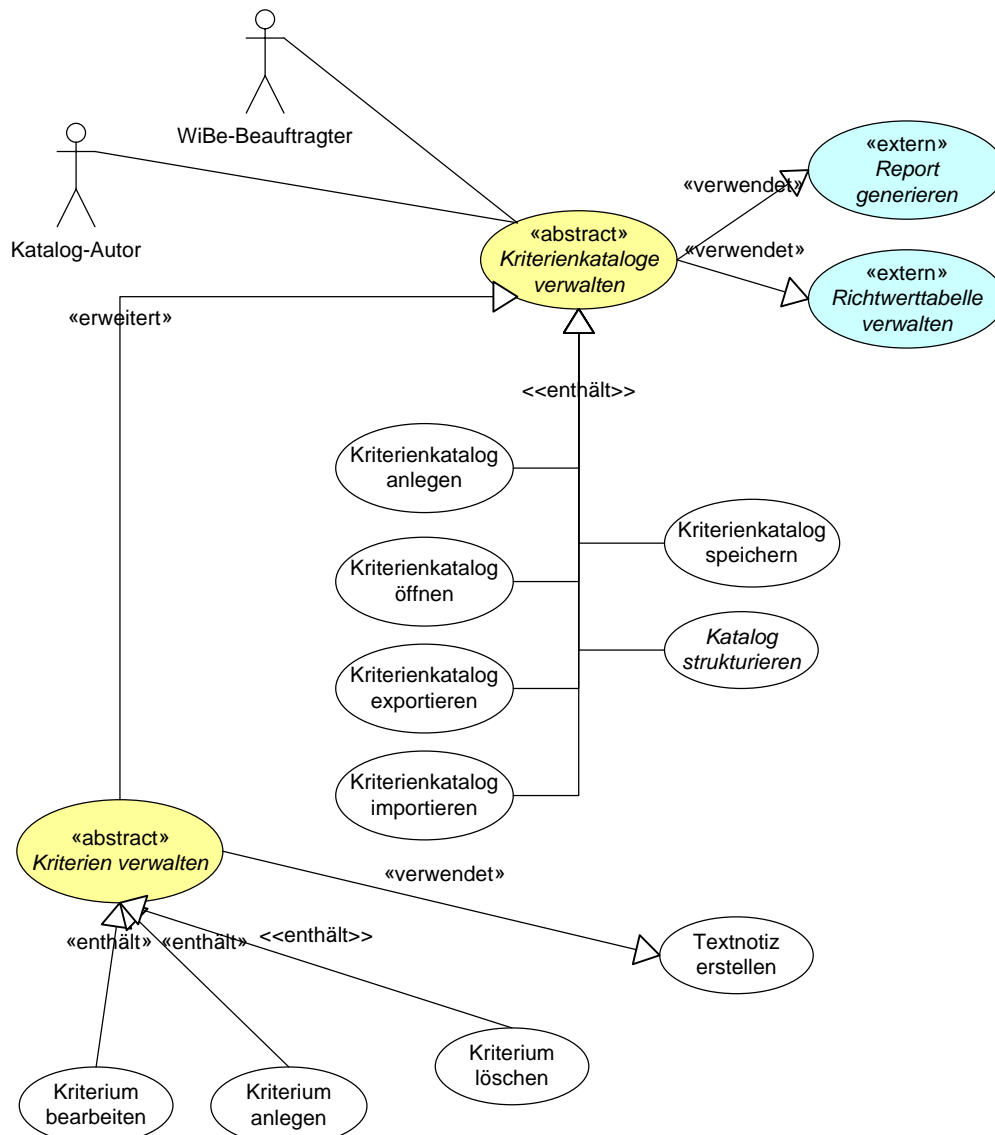 WiBe-Beauftragter
Katalog-Autor
«extern»
Report
generieren
«verwendet»
«abstract»
Kriterienkataloge
verwalten
«verwendet»
«extern»
Richtwerttabelle
verwalten
«erweitert»
<<enthält>>
Kriterienkatalog
anlegen
Kriterienkatalog
speichern
Kriterienkatalog
öffnen
Katalog
strukturieren
Kriterienkatalog
exportieren
Kriterienkatalog
importieren
«abstract»
Kriterien verwalten
«verwendet»
«enthält»
«enthält»
<<enthält>>
Textnotiz
erstellen
Kriterium
löschen
Kriterium
bearbeiten
Kriterium
anlegen